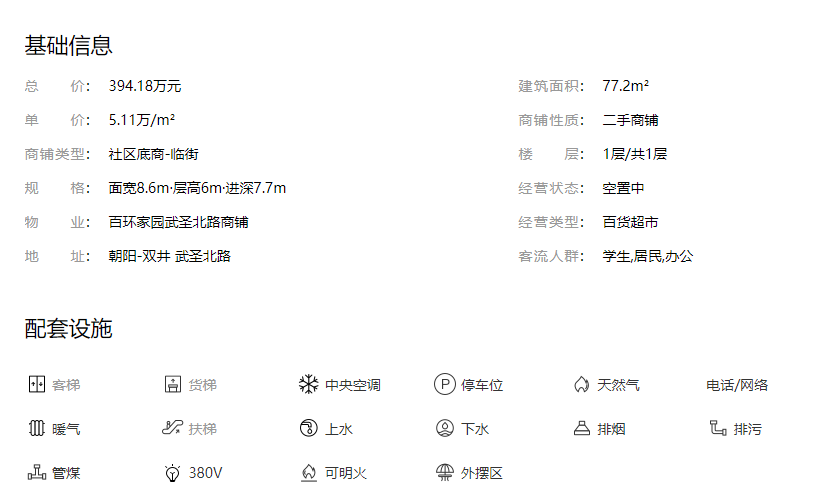 基础信息
总 价： 394.18万元 建筑面积： 77.2m²
单 价： 5.11万/m² 商铺性质： 二手商铺
商铺类型： 社区底商-临街 楼 层： 1层/共1层
规 格： 面宽8.6m·层高6m·进深7.7m 经营状态： 空置中
物 业： 百环家园武圣北路商铺 经营类型： 百货超市
地 址： 朝阳-双井 武圣北路 客流人群： 学生,居民,办公
配套设施
客梯 货梯 中央空调 P 停车位 天然气 电话/网络
暖气 扶梯 上水 下水 排烟 排污
管煤 380V 可明火 外摆区